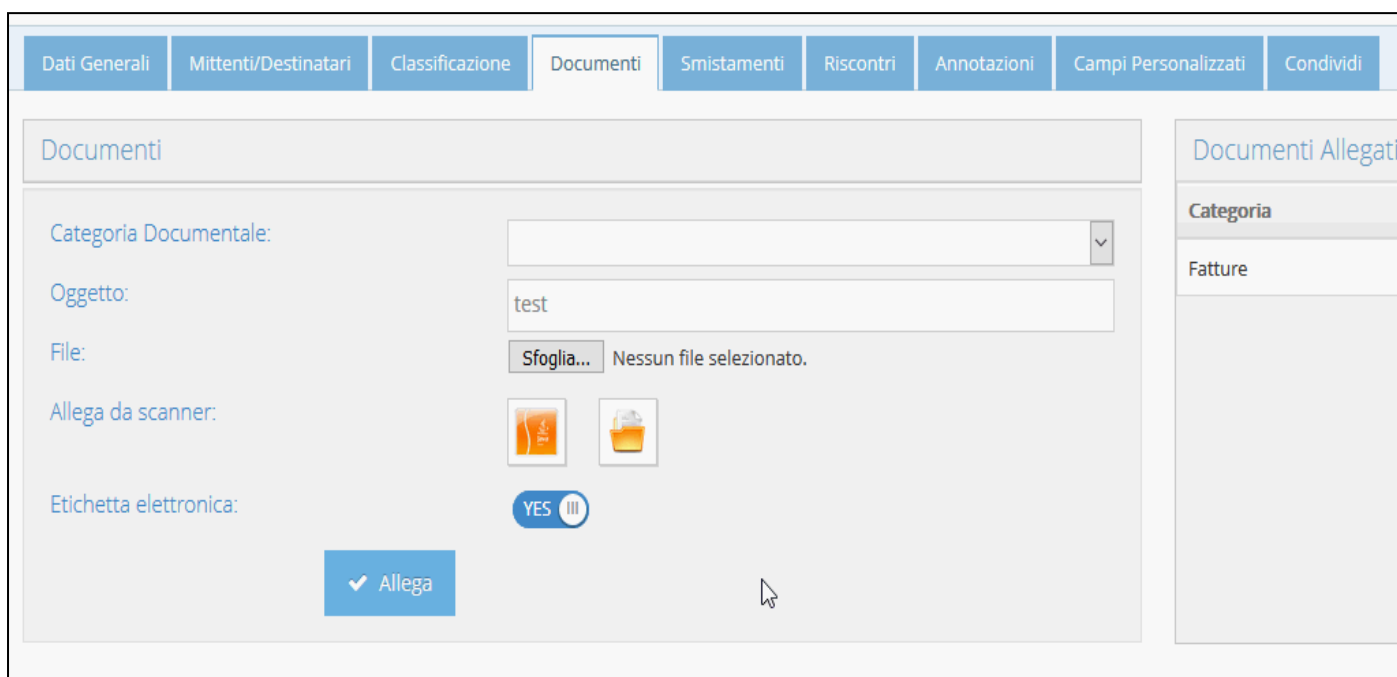 Dati Generali Mittenti/Destinatari Classificazione Documenti Smistamenti Riscontri Annotazioni Campi Personalizzati Condividi
Documenti
Categoria Documentale:
Oggetto: test
File: Sfoglia... Nessun file selezionato.
Allega da scanner:
Etichetta elettronica: YES
Allega
Documenti Allegati
Categoria
Fatture